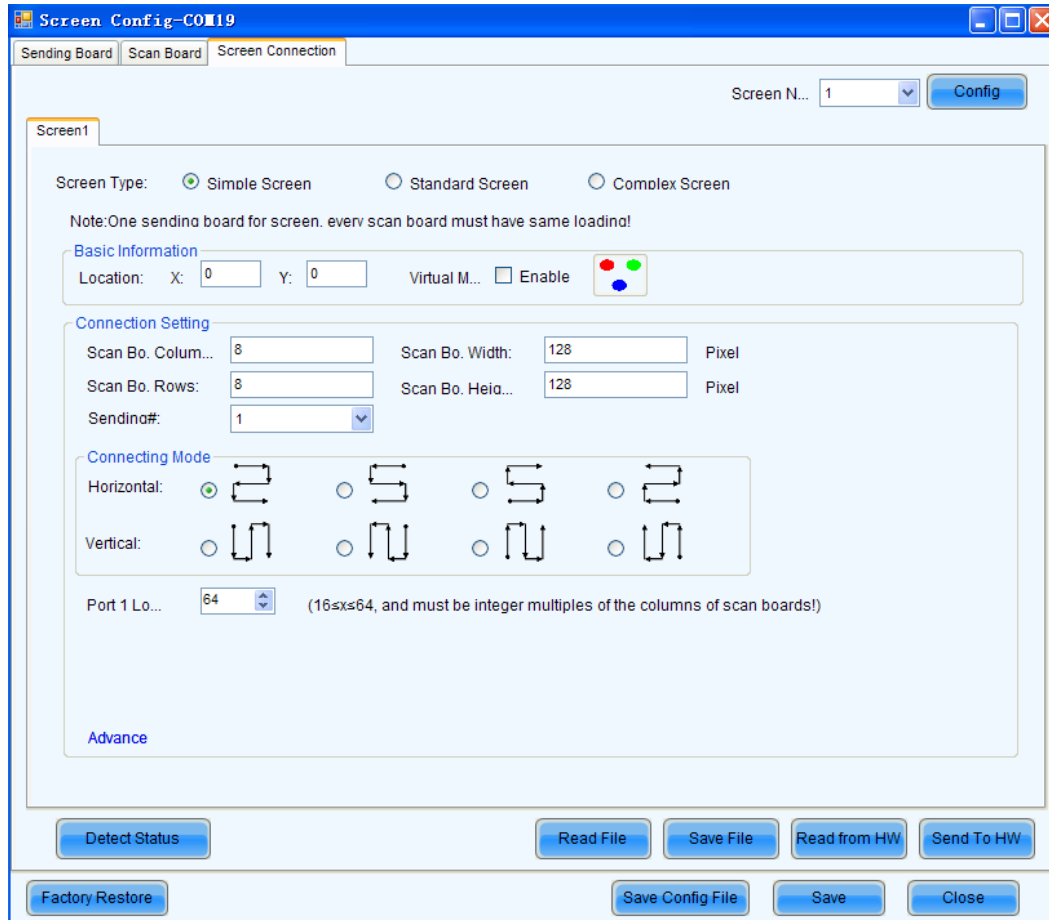 Screen Config-COM19
Sending Board Scan Board Screen Connection
Screen N... 1 Config
Screen1
Screen Type: Simple Screen Standard Screen Complex Screen
Note:One sending board for screen, every scan board must have same loading!
Basic Information
Location: X: 0 Y: 0 Virtual M... Enable
Connection Setting
Scan Bo. Colum... 8 Scan Bo. Width: 128 Pixel
Scan Bo. Rows: 8 Scan Bo. Heig... 128 Pixel
Sending#: 1
Connecting Mode
Horizontal:
Vertical:
Port 1 Lo... 64 (16≤x≤64, and must be integer multiples of the columns of scan boards!)
Advance
Detect Status Read File Save File Read from HW Send To HW
Factory Restore Save Config File Save Close